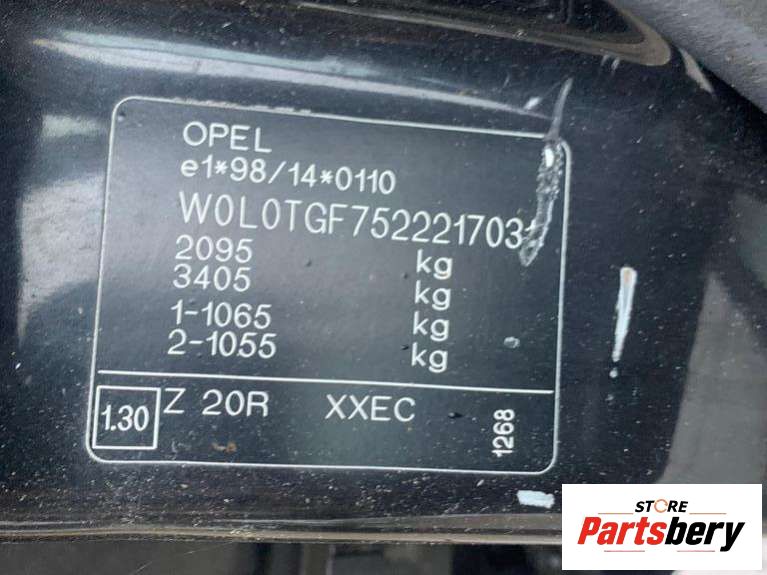 OPEL
e1*98/14*0110
W0L0TGF7522217031
2095 kg
3405 kg
1-1065 kg
2-1055 kg
1.30 Z 20R XXEC 1268
STORE
Partsbery